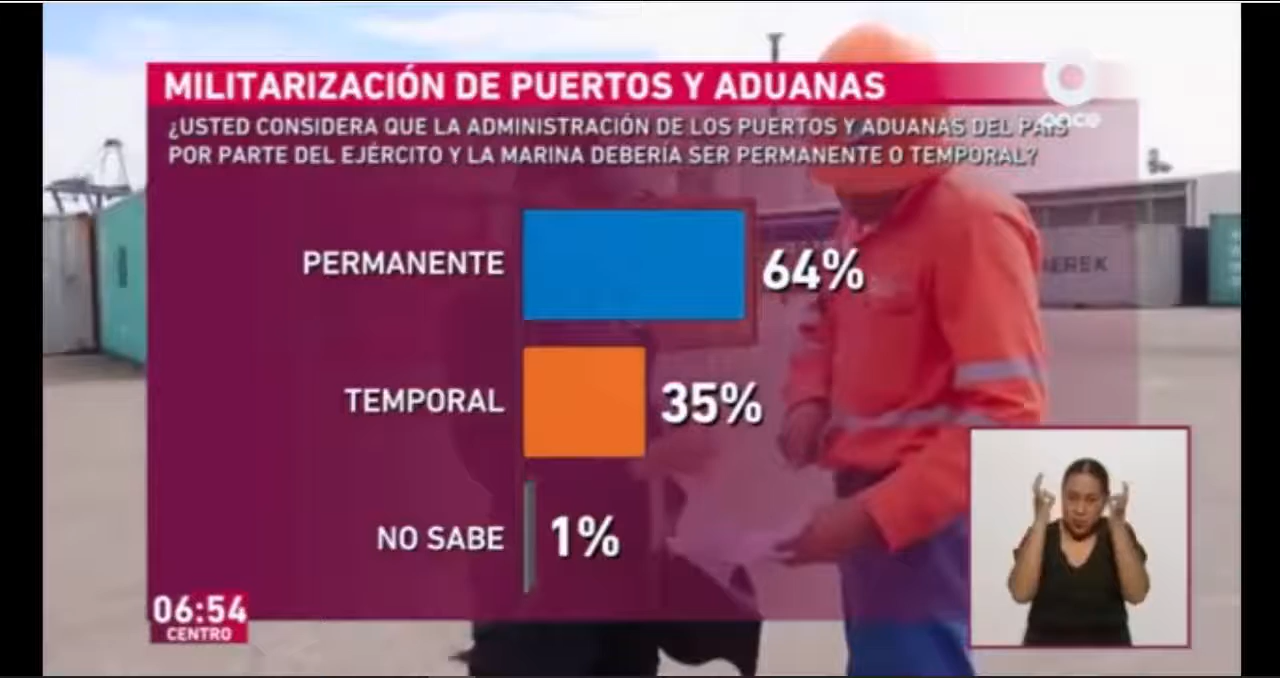 MILITARIZACIÓN DE PUERTOS Y ADUANAS
¿USTED CONSIDERA QUE LA ADMINISTRACIÓN DE LOS PUERTOS Y ADUANAS DEL PAÍS
POR PARTE DEL EJÉRCITO Y LA MARINA DEBERÍA SER PERMANENTE O TEMPORAL?
once
PERMANENTE 64%
TEMPORAL 35%
NO SABE 1%
06:54
CENTRO